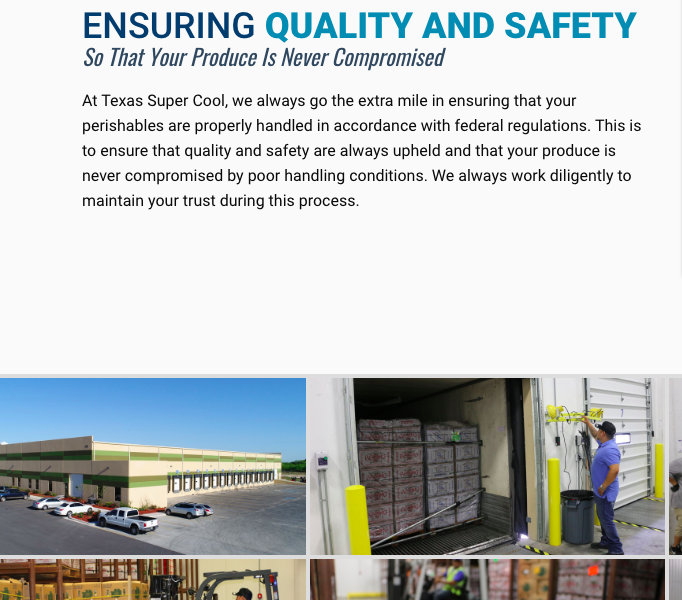 ENSURING QUALITY AND SAFETY
So That Your Produce Is Never Compromised
At Texas Super Cool, we always go the extra mile in ensuring that your
perishables are properly handled in accordance with federal regulations. This is
to ensure that quality and safety are always upheld and that your produce is
never compromised by poor handling conditions. We always work diligently to
maintain your trust during this process.